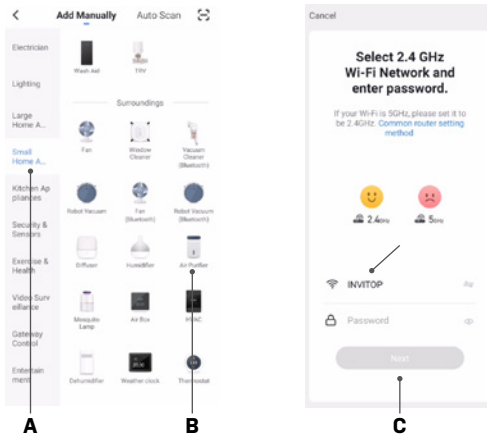 Add Manually Auto Scan
Electrician
Lighting
Large
Home A...
Small
Home A...
Kitchen Ap
pliances
Security &
Sensors
Exercise &
Health
Video Surv
eillance
Gateway
Control
Entertain
ment
Wash Aid TRV
Surroundings
Fan Window
Cleaner Vacuum
Cleaner
(Bluetooth)
Robot Vacuum Fan
(Bluetooth) Robot Vacuum
(Bluetooth)
Diffuser Humidifier Air Purifier
Mosquito
Lamp Air Box HVAC
Dehumidifier Weather clock Thermostat
A B
Cancel
Select 2.4 GHz
Wi-Fi Network and
enter password.
If your Wi-Fi is 5GHz, please set it to
be 2.4GHz. Common router setting
method
2.4GHz 5GHz
INVITOP
Password
Next
C